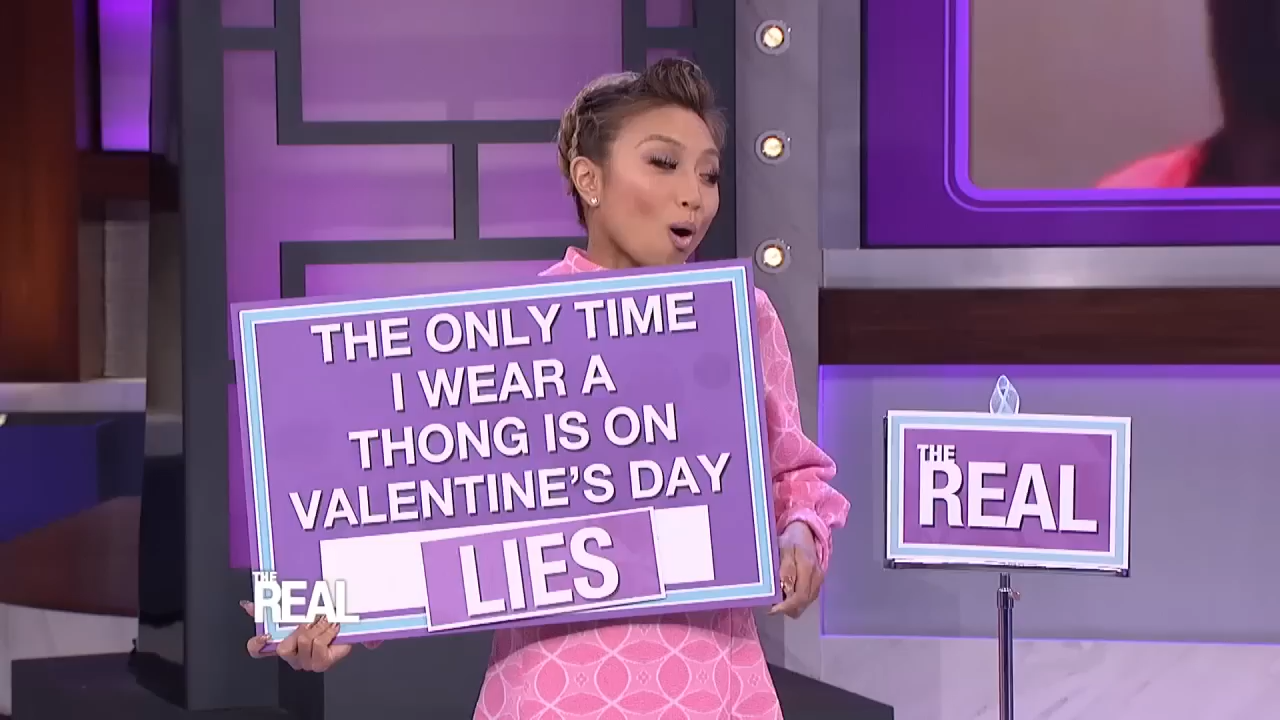 THE ONLY TIME
I WEAR A
THONG IS ON
VALENTINE'S DAY
LIES
THE
REAL
THE
REAL